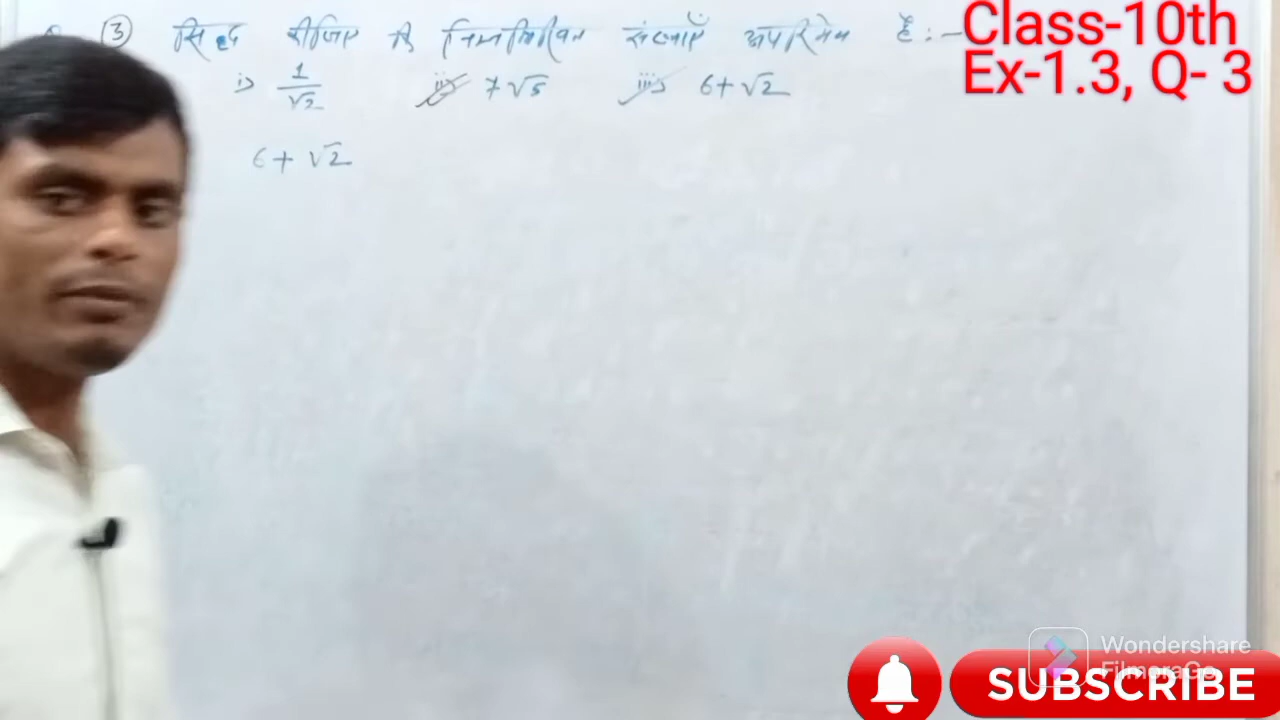 ③ सिद्ध कीजिए कि निम्नलिखित संख्याएँ अपरिमेय है :-
i) 1/√2 ii) 7√5 iii) 6+√2
6+√2
Class-10th
Ex-1.3, Q- 3
Wondershare
FilmoraGo
SUBSCRIBE